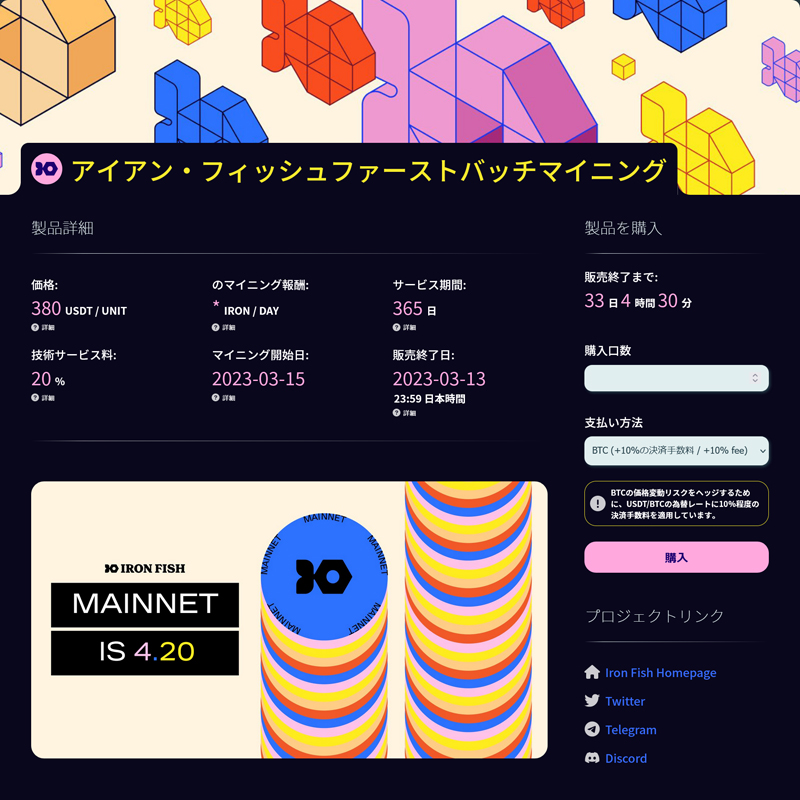 アイアン・フィッシュファーストバッチマイニング
製品詳細
価格:
380 USDT / UNIT
詳細
のマイニング報酬:
* IRON / DAY
詳細
サービス期間:
365 日
詳細
技術サービス料:
20 %
詳細
マイニング開始日:
2023-03-15
詳細
販売終了日:
2023-03-13
23:59 日本時間
詳細
IRON FISH
MAINNET
IS 4.20
MAINNET
MAINNET
MAINNET
MAINNET
MAINNET
製品を購入
販売終了まで:
33 日 4 時間 30 分
購入口数
支払い方法
BTC (+10%の決済手数料 / +10% fee)
BTCの価格変動リスクをヘッジするため
に、USDT/BTCの為替レートに10%程度の
決済手数料を適用しています。
購入
プロジェクトリンク
Iron Fish Homepage
Twitter
Telegram
Discord